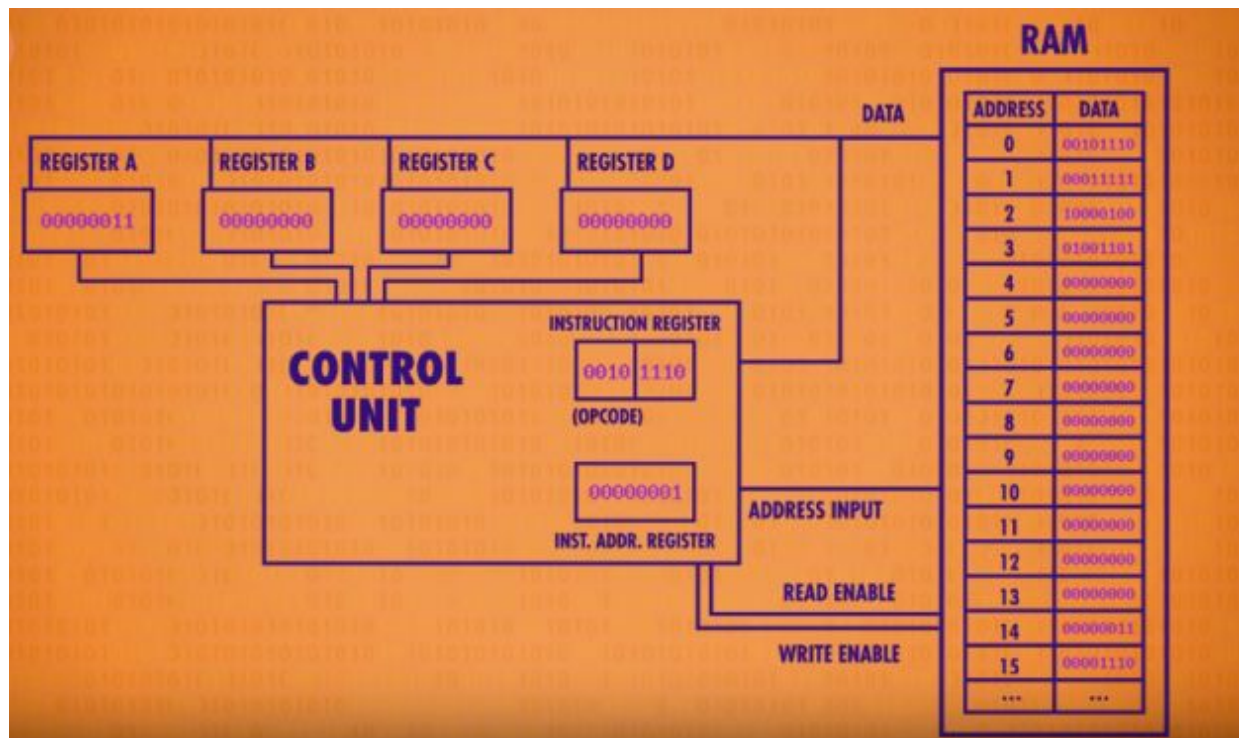 RAM
DATA
ADDRESS DATA
0 00101110
1 00011111
2 10000100
3 01001101
4 00000000
5 00000000
6 00000000
7 00000000
8 00000000
9 00000000
10 00000000
11 00000000
12 00000000
13 00000000
14 00000011
15 00001110
... ...
REGISTER A REGISTER B REGISTER C REGISTER D
00000011 00000000 00000000 00000000
CONTROL
UNIT
INSTRUCTION REGISTER
0010 1110
(OPCODE)
00000001
INST. ADDR. REGISTER
ADDRESS INPUT
READ ENABLE
WRITE ENABLE